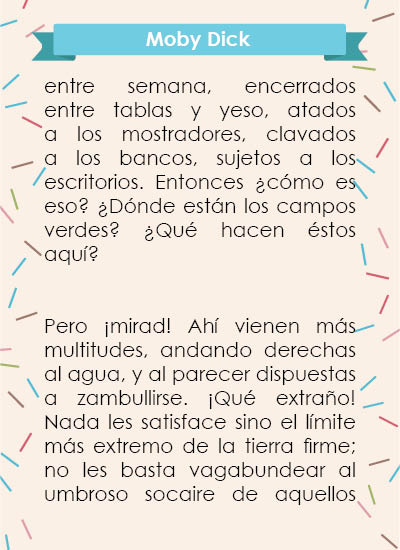 Moby Dick
entre semana, encerrados
entre tablas y yeso, atados
a los mostradores, clavados
a los bancos, sujetos a los
escritorios. Entonces ¿cómo es
eso? ¿Dónde están los campos
verdes? ¿Qué hacen éstos
aquí?
Pero ¡mirad! Ahí vienen más
multitudes, andando derechas
al agua, y al parecer dispuestas
a zambullirse. ¡Qué extraño!
Nada les satisface sino el límite
más extremo de la tierra firme;
no les basta vagabundear al
umbroso socaire de aquellos